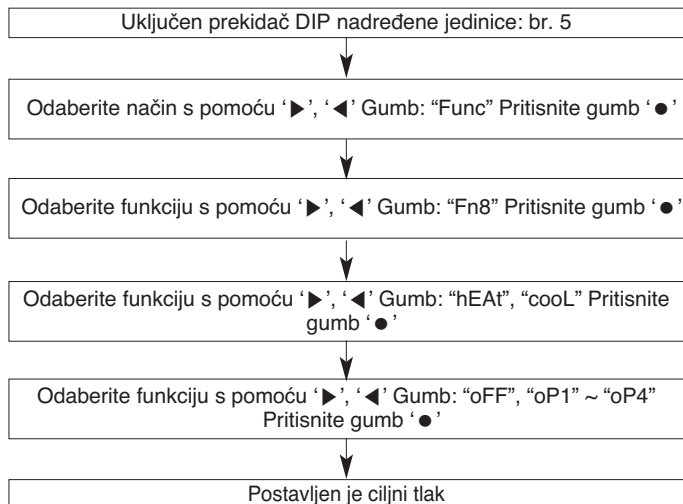 Uključen prekidač DIP nadređene jedinice: br. 5
Odaberite način s pomoću ‘▶’, ‘◀’ Gumb: “Func” Pritisnite gumb ‘●’
Odaberite funkciju s pomoću ‘▶’, ‘◀’ Gumb: “Fn8” Pritisnite gumb ‘●’
Odaberite funkciju s pomoću ‘▶’, ‘◀’ Gumb: “hEAt”, “cooL” Pritisnite
gumb ‘●’
Odaberite funkciju s pomoću ‘▶’, ‘◀’ Gumb: “oFF”, “oP1” ~ “oP4”
Pritisnite gumb ‘●’
Postavljen je ciljni tlak